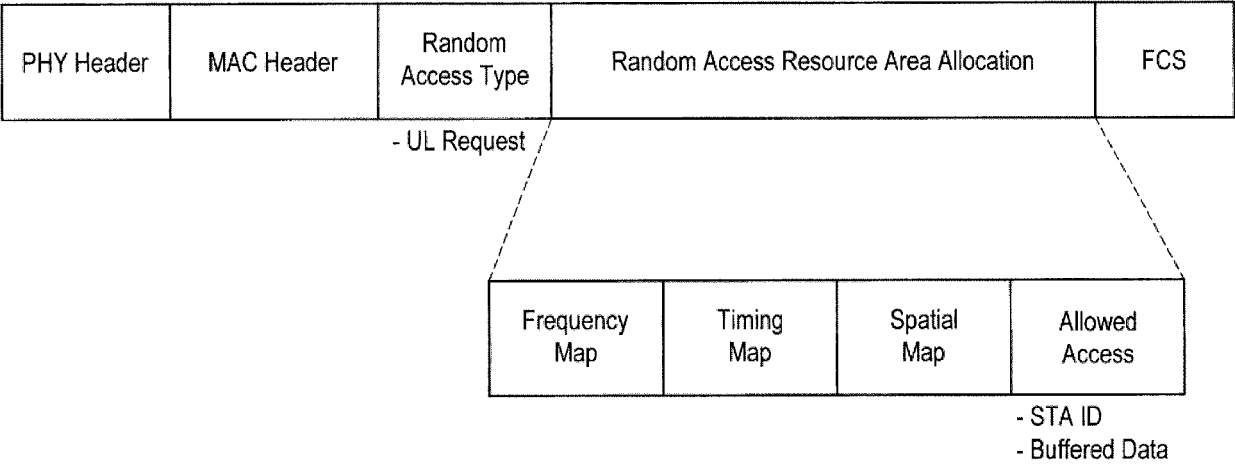 PHY Header
MAC Header
Random
Access Type
Random Access Resource Area Allocation
FCS
- UL Request
Frequency
Map
Timing
Map
Spatial
Map
Allowed
Access
- STA ID
- Buffered Data